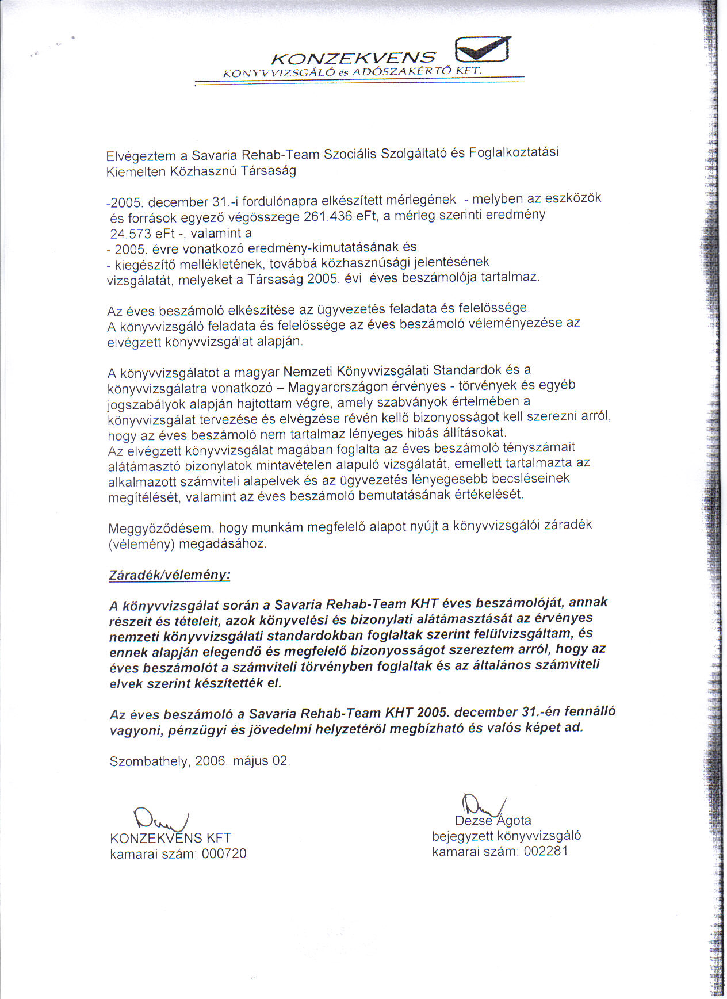 KONZEKVENS
KÖNYVVIZSGÁLÓ és ADÓSZAKÉRTŐ KFT.
Elvégeztem a Savaria Rehab-Team Szociális Szolgáltató és Foglalkoztatási
Kiemelten Közhasznú Társaság
-2005. december 31.-i fordulónapra elkészített mérlegének - melyben az eszközök
és források egyező végösszege 261.436 eFt, a mérleg szerinti eredmény
24.573 eFt -, valamint a
- 2005. évre vonatkozó eredmény-kimutatásának és
- kiegészítő mellékletének, továbbá közhasznúsági jelentésének
vizsgálatát, melyeket a Társaság 2005. évi éves beszámolója tartalmaz.
Az éves beszámoló elkészítése az ügyvezetés feladata és felelőssége.
A könyvvizsgáló feladata és felelőssége az éves beszámoló véleményezése az
elvégzett könyvvizsgálat alapján.
A könyvvizsgálatot a magyar Nemzeti Könyvvizsgálati Standardok és a
könyvvizsgálatra vonatkozó – Magyarországon érvényes - törvények és egyéb
jogszabályok alapján hajtottam végre, amely szabványok értelmében a
könyvvizsgálat tervezése és elvégzése révén kellő bizonyosságot kell szerezni arról,
hogy az éves beszámoló nem tartalmaz lényeges hibás állításokat.
Az elvégzett könyvvizsgálat magában foglalta az éves beszámoló tényszámait
alátámasztó bizonylatok mintavételen alapuló vizsgálatát, emellett tartalmazta az
alkalmazott számviteli alapelvek és az ügyvezetés lényegesebb becsléseinek
megítélését, valamint az éves beszámoló bemutatásának értékelését.
Meggyőződésem, hogy munkám megfelelő alapot nyújt a könyvvizsgálói záradék
(vélemény) megadásához.
Záradék/vélemény:
A könyvvizsgálat során a Savaria Rehab-Team KHT éves beszámolóját, annak
részeit és tételeit, azok könyvelési és bizonylati alátámasztását az érvényes
nemzeti könyvvizsgálati standardokban foglaltak szerint felülvizsgáltam, és
ennek alapján elegendő és megfelelő bizonyosságot szereztem arról, hogy az
éves beszámolót a számviteli törvényben foglaltak és az általános számviteli
elvek szerint készítették el.
Az éves beszámoló a Savaria Rehab-Team KHT 2005. december 31.-én fennálló
vagyoni, pénzügyi és jövedelmi helyzetéről megbízható és valós képet ad.
Szombathely, 2006. május 02.
KONZEKVENS KFT
kamarai szám: 000720
Dezse Ágota
bejegyzett könyvvizsgáló
kamarai szám: 002281